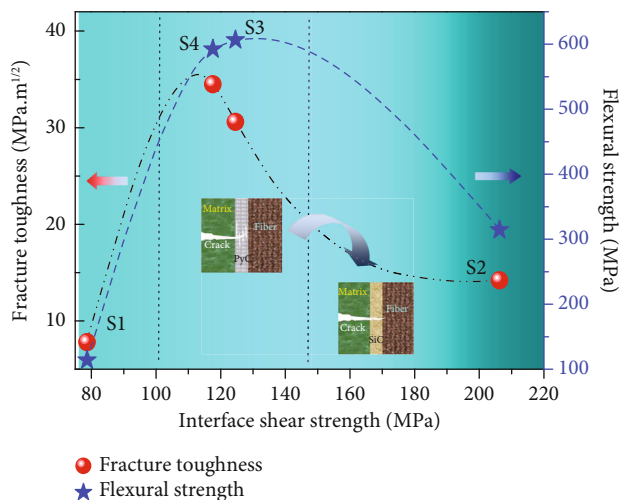 Fracture toughness (MPa.m1/2)
40
30
20
10
S4
S3
S1
S2
Matrix
Fiber
Crack
PyC
Matrix
Fiber
Crack
SiC
600
500
400
300
200
100
Flexural strength
(MPa)
80 100 120 140 160 180 200 220
Interface shear strength (MPa)
Fracture toughness
Flexural strength